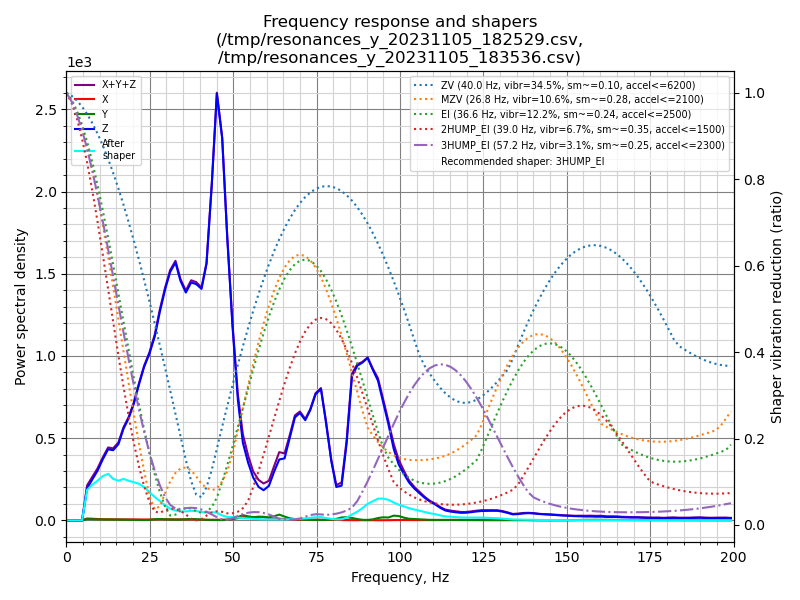 Frequency response and shapers
(/tmp/resonances_y_20231105_182529.csv,
/tmp/resonances_y_20231105_183536.csv)
1e3
X+Y+Z
X
Y
Z
After
shaper
ZV (40.0 Hz, vibr=34.5%, sm~=0.10, accel<=6200)
MZV (26.8 Hz, vibr=10.6%, sm~=0.28, accel<=2100)
EI (36.6 Hz, vibr=12.2%, sm~=0.24, accel<=2500)
2HUMP_EI (39.0 Hz, vibr=6.7%, sm~=0.35, accel<=1500)
3HUMP_EI (57.2 Hz, vibr=3.1%, sm~=0.25, accel<=2300)
Recommended shaper: 3HUMP_EI
Power spectral density
2.5
2.0
1.5
1.0
0.5
0.0
1.0
0.8
0.6
0.4
0.2
0.0
Shaper vibration reduction (ratio)
0 25 50 75 100 125 150 175 200
Frequency, Hz